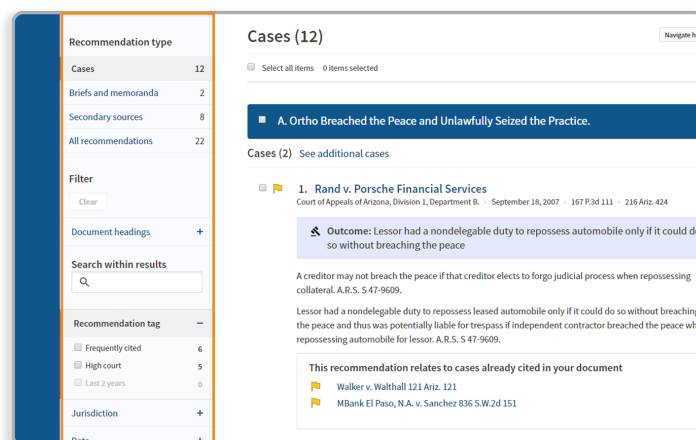 Recommendation type
Cases 12
Briefs and memoranda 2
Secondary sources 8
All recommendations 22
Filter
Clear
Document headings +
Search within results
Recommendation tag −
Frequently cited 6
High court 5
Last 2 years 0
Jurisdiction +
Cases (12)
Navigate
Select all items 0 items selected
A. Ortho Breached the Peace and Unlawfully Seized the Practice.
Cases (2) See additional cases
1. Rand v. Porsche Financial Services
Court of Appeals of Arizona, Division 1, Department B. September 18, 2007 167 P.3d 111 216 Ariz. 424
Outcome: Lessor had a nondelegable duty to repossess automobile only if it could
so without breaching the peace
A creditor may not breach the peace if that creditor elects to forgo judicial process when repossessing
collateral. A.R.S. S 47-9609.
Lessor had a nondelegable duty to repossess leased automobile only if it could do so without breaching
the peace and thus was potentially liable for trespass if independent contractor breached the peace
repossessing automobile for lessor. A.R.S. S 47-9609.
This recommendation relates to cases already cited in your document
Walker v. Walthall 121 Ariz. 121
MBank El Paso, N.A. v. Sanchez 836 S.W.2d 151